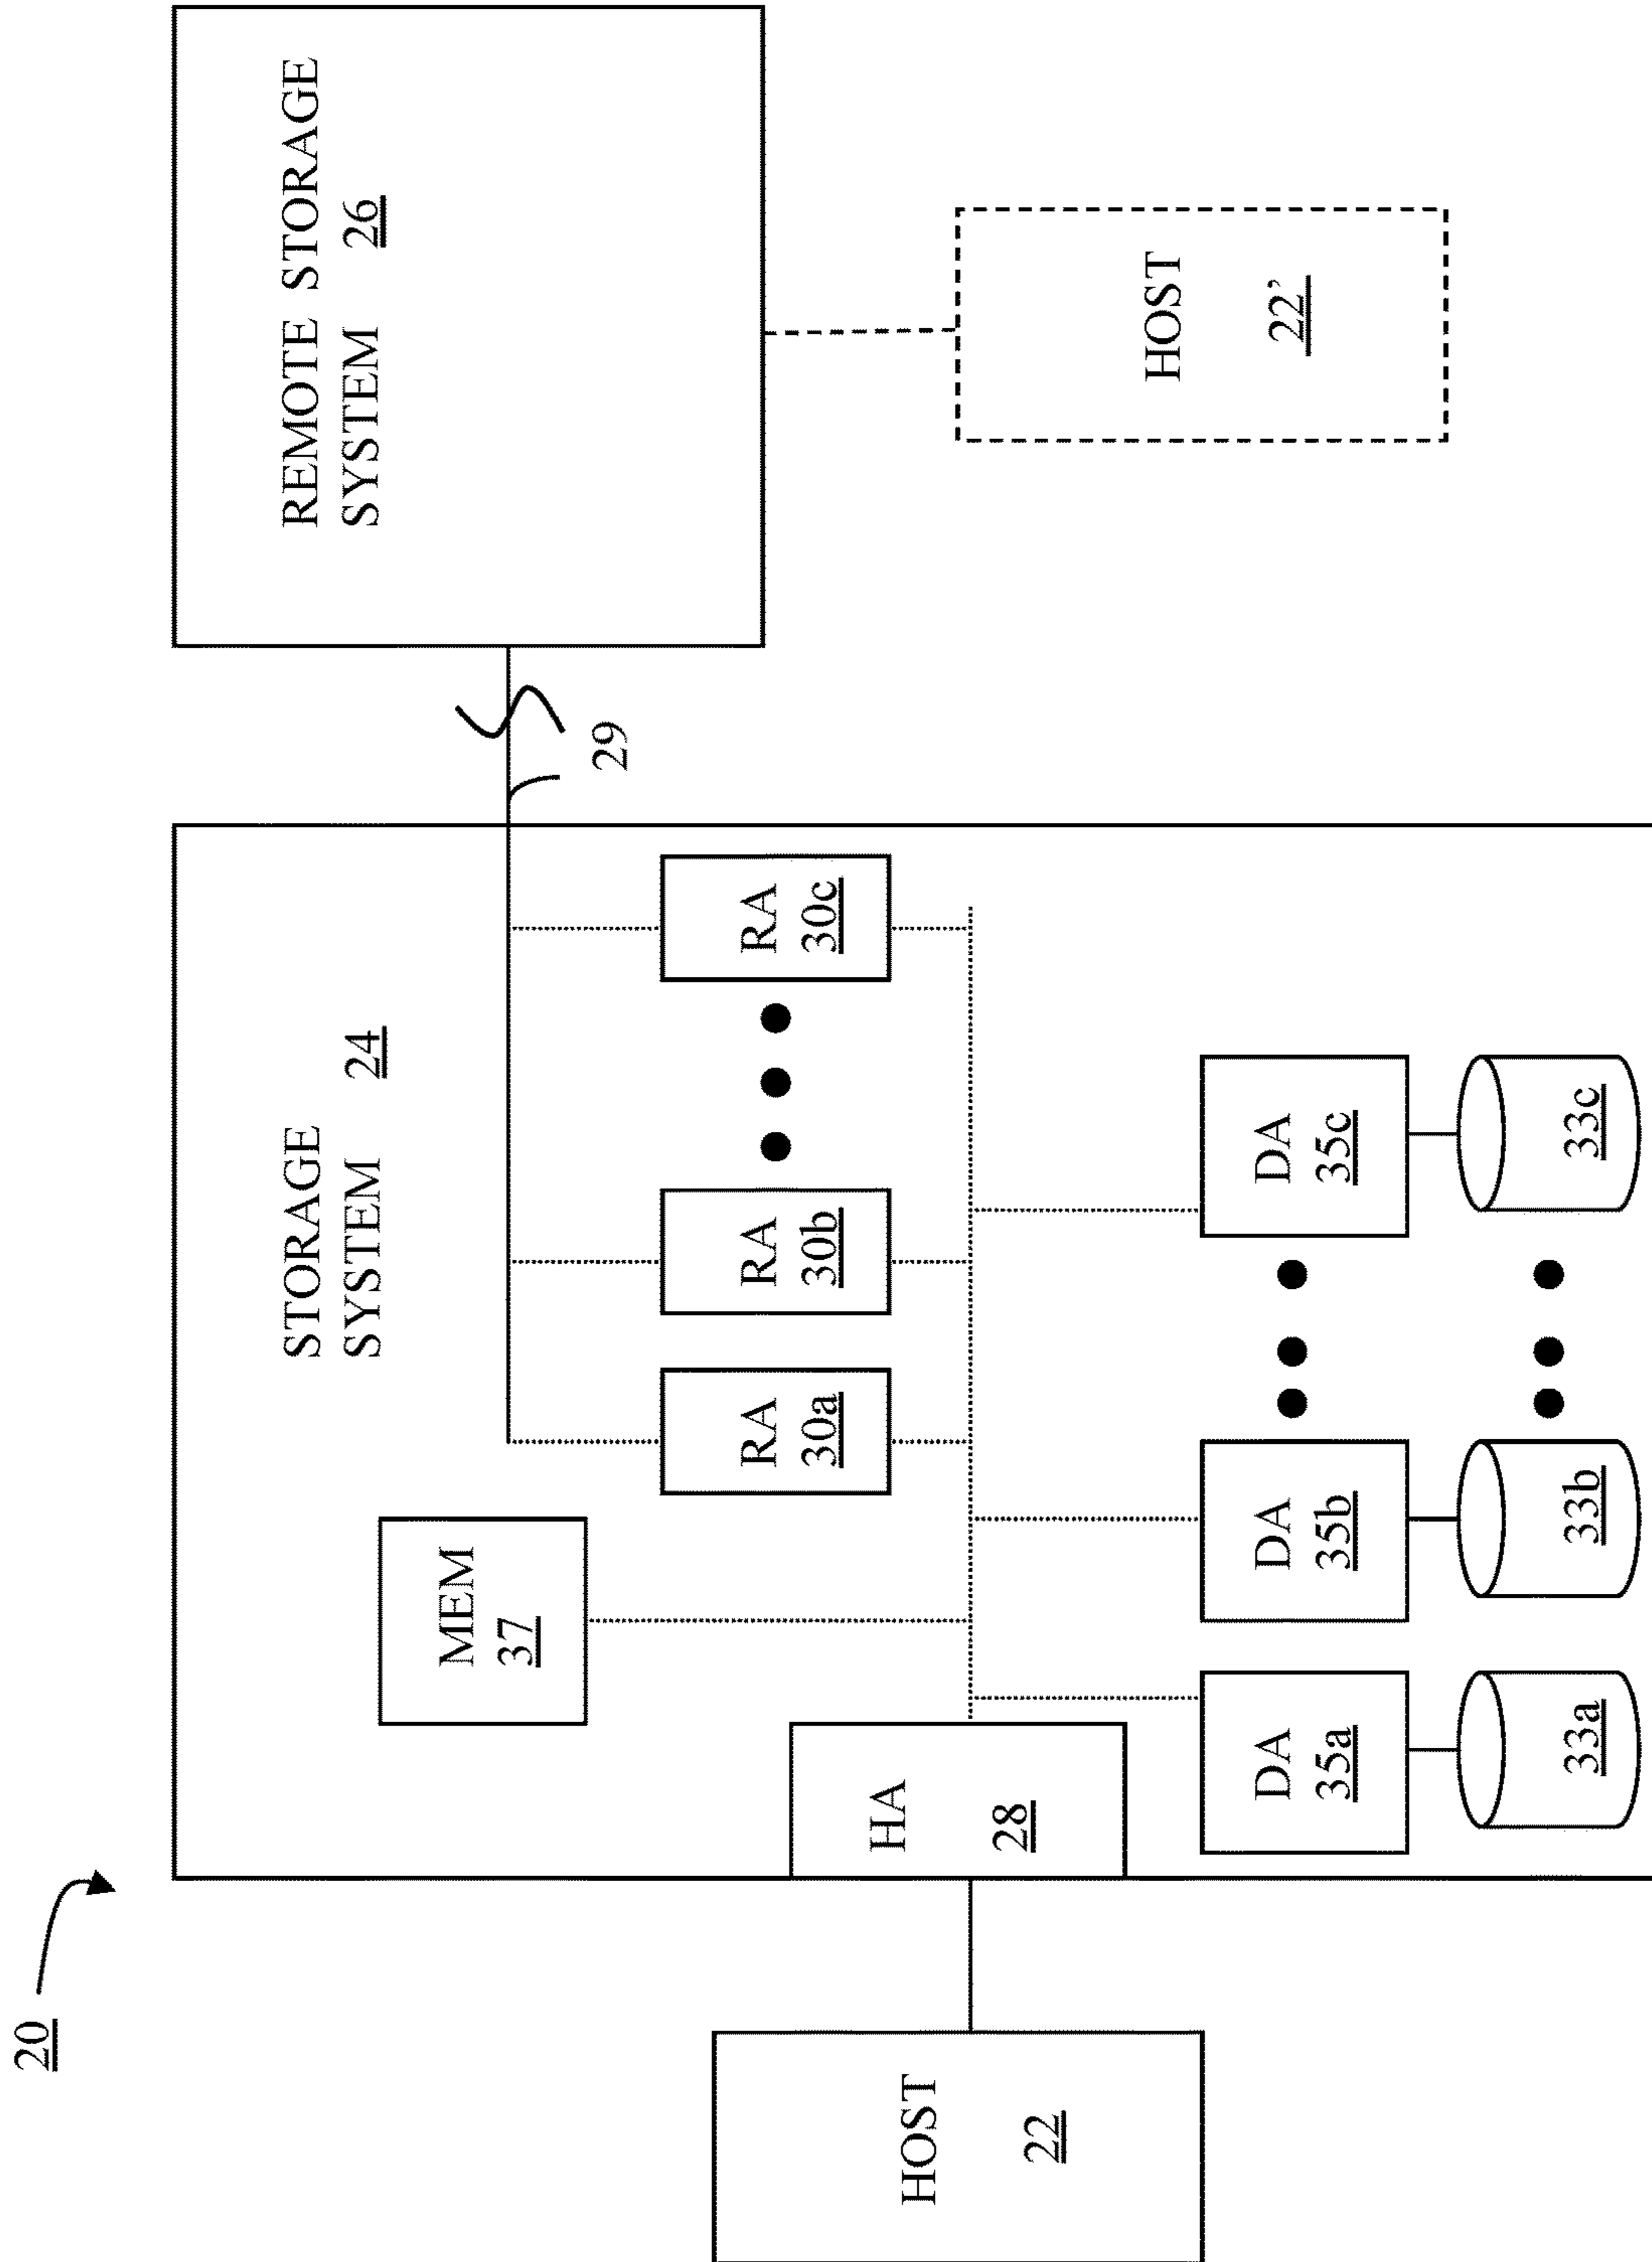 20
HOST
22
STORAGE
SYSTEM 24
MEM
37
HA
28
RA
30a
RA
30b
RA
30c
DA
35a
DA
35b
DA
35c
33a
33b
33c
29
REMOTE STORAGE
SYSTEM 26
HOST
22’